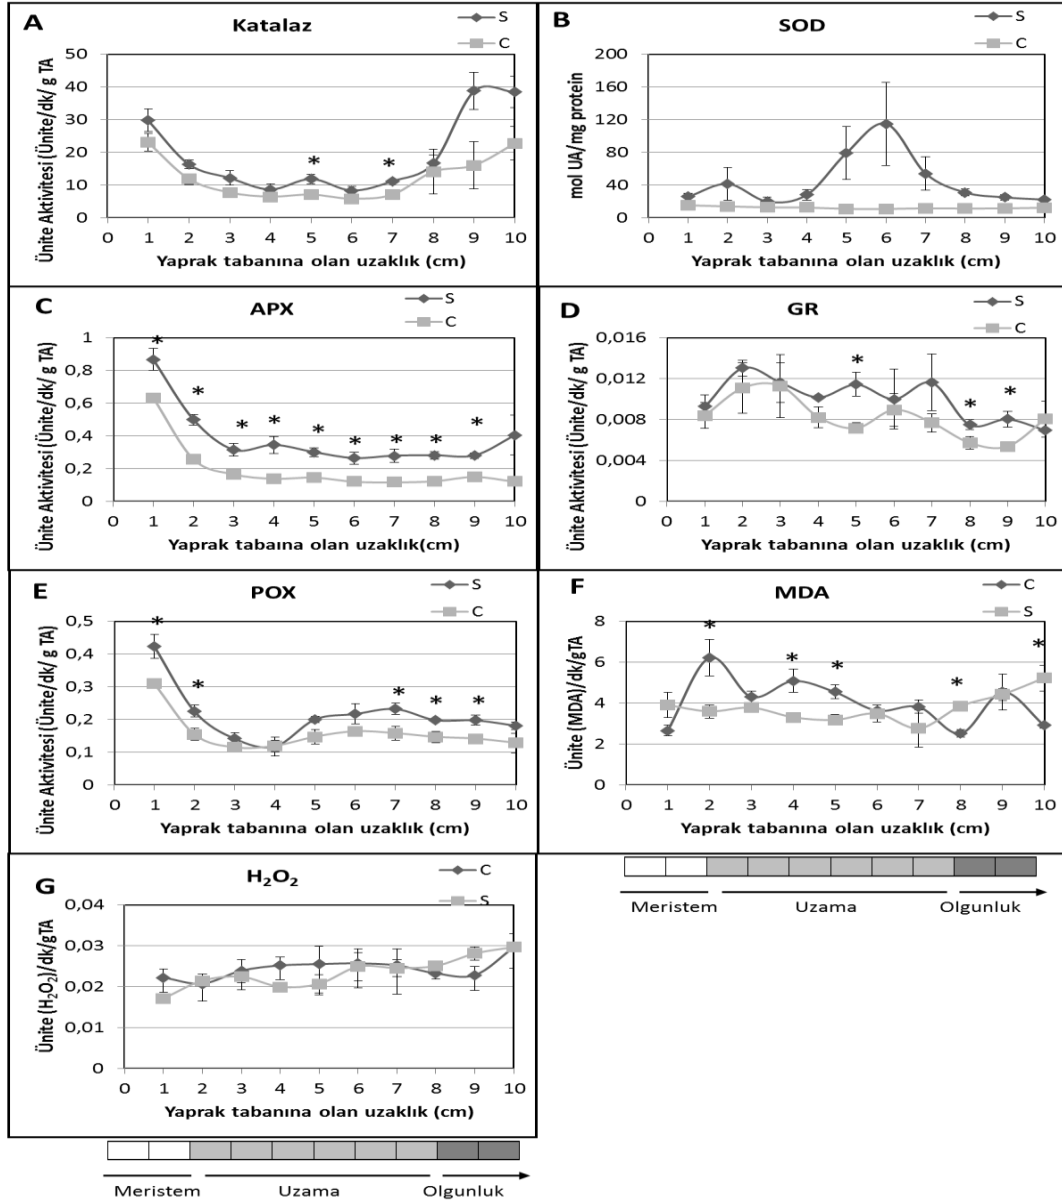 A
Katalaz
S
C
Ünite Aktivitesi (Ünite/dk/ g TA
50
40
30
20
10
0
0 1 2 3 4 5 6 7 8 9 10
* *
Yaprak tabanına olan uzaklık (cm)
B
SOD
S
C
mol UA/mg protein
200
160
120
80
40
0
0 1 2 3 4 5 6 7 8 9 10
Yaprak tabanına olan uzaklık (cm)
C
APX
S
C
Ünite Aktivitesi (Ünite/dk/ g TA)
1
0,8
0,6
0,4
0,2
0
* * * * * * * * *
0 1 2 3 4 5 6 7 8 9 10
Yaprak tabaına olan uzaklık(cm)
D
GR
S
C
Ünite Aktivitesi (Ünite/dk/ g TA)
0,016
0,012
0,008
0,004
0
* * *
0 1 2 3 4 5 6 7 8 9 10
Yaprak tabanına olan uzaklık (cm)
E
POX
S
C
Ünite Aktivitesi (Ünite/dk/ g TA)
0,5
0,4
0,3
0,2
0,1
0
* * * * *
0 1 2 3 4 5 6 7 8 9 10
Yaprak tabanına olan uzaklık (cm)
F
MDA
C
S
Ünite (MDA)/dk/gTA
8
6
4
2
0
* * * * *
0 1 2 3 4 5 6 7 8 9 10
Yaprak tabanına olan uzaklık (cm)
Meristem Uzama Olgunluk
G
H₂O₂
C
S
Ünite (H₂O₂)/dk/gTA
0,04
0,03
0,02
0,01
0
0 1 2 3 4 5 6 7 8 9 10
Yaprak tabanına olan uzaklık (cm)
Meristem Uzama Olgunluk